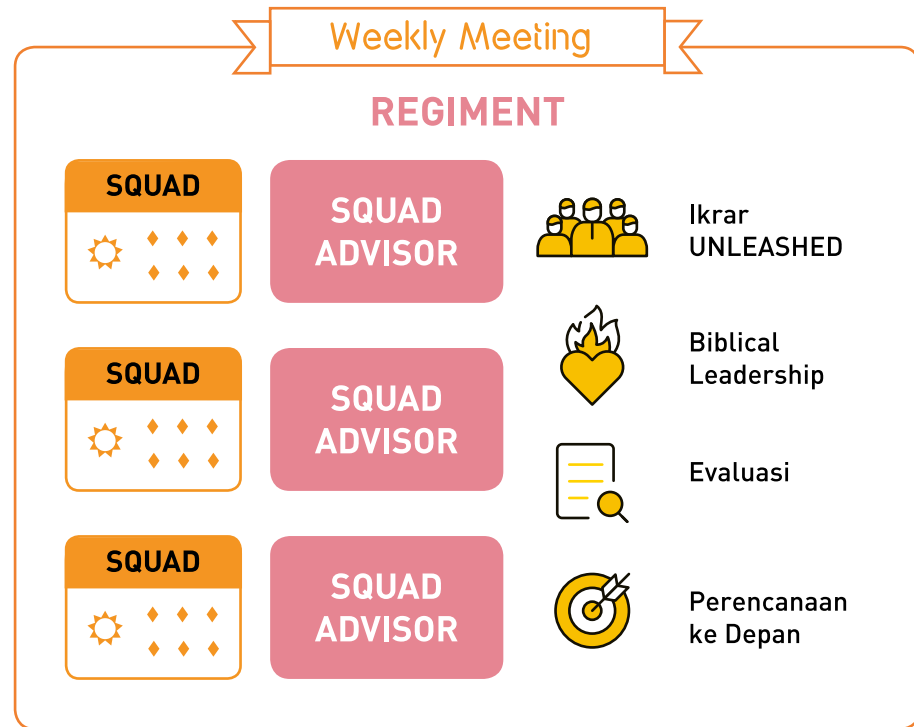 Weekly Meeting
REGIMENT
SQUAD
SQUAD
ADVISOR
Ikrar
UNLEASHED
Biblical
Leadership
SQUAD
SQUAD
ADVISOR
Evaluasi
SQUAD
SQUAD
ADVISOR
Perencanaan
ke Depan